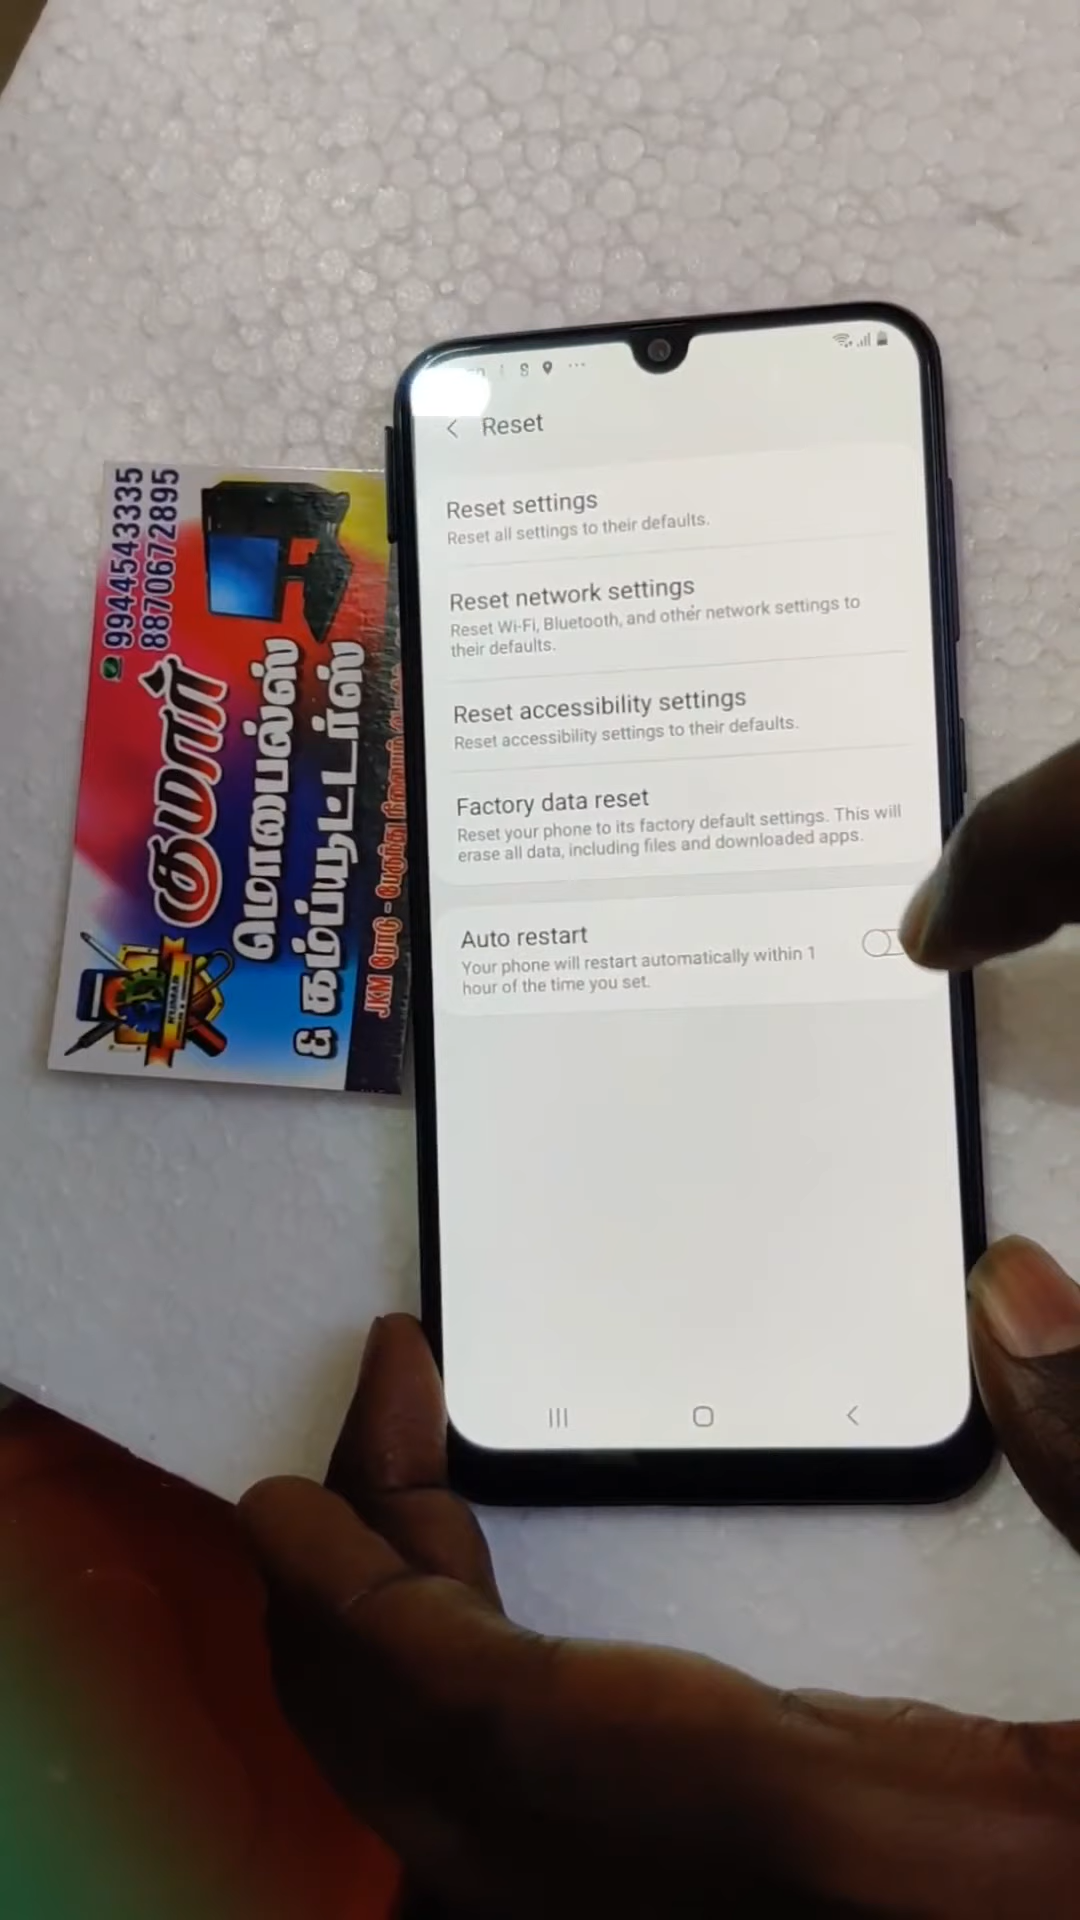 Reset
Reset settings
Reset all settings to their defaults.
Reset network settings
Reset Wi-Fi, Bluetooth, and other network settings to
their defaults.
Reset accessibility settings
Reset accessibility settings to their defaults.
Factory data reset
Reset your phone to its factory default settings. This will
erase all data, including files and downloaded apps.
Auto restart
Your phone will restart automatically within 1
hour of the time you set.
9944543335
8870672895
குமார்
மொபைல்ஸ்
& கம்ப்யூட்டர்ஸ்
JKM ரோடு - பேருந்து நிலையம்
KUMAR